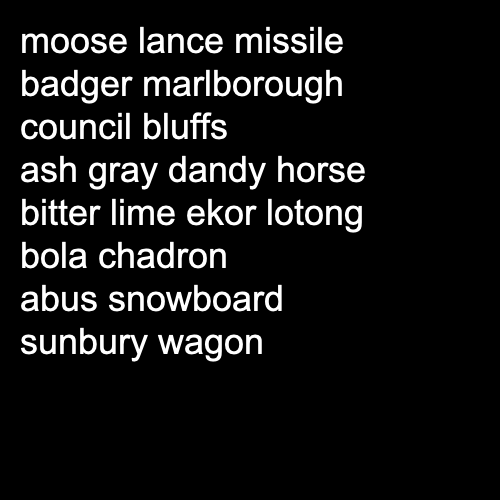 moose lance missile
badger marlborough
council bluffs
ash gray dandy horse
bitter lime ekor lotong
bola chadron
abus snowboard
sunbury wagon